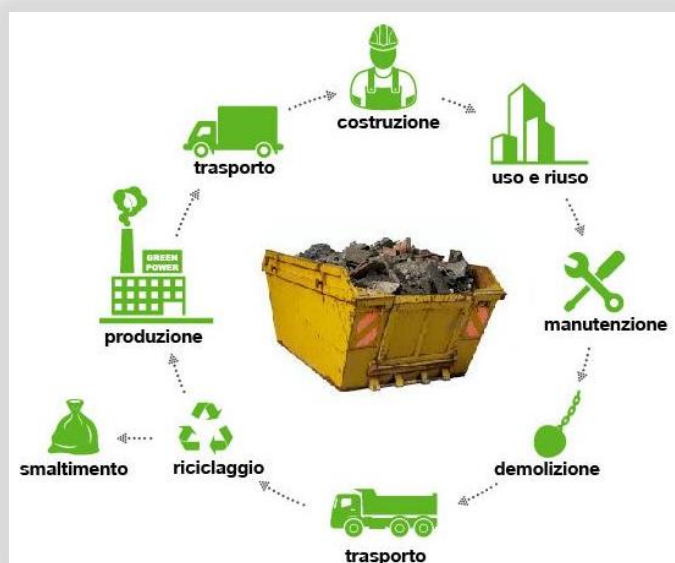 costruzione
trasporto
uso e riuso
GREEN
POWER
produzione
manutenzione
smaltimento
riciclaggio
demolizione
trasporto